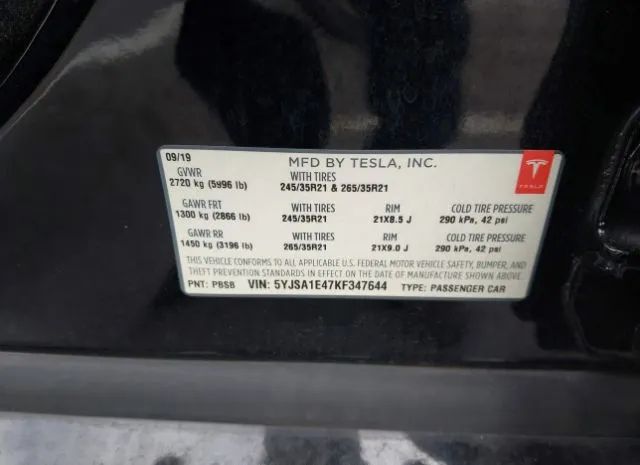 09/19 MFD BY TESLA, INC.
GVWR WITH TIRES
2720 kg (5996 lb) 245/35R21 & 265/35R21
TESLA
GAWR FRT WITH TIRES RIM COLD TIRE PRESSURE
1300 kg (2866 lb) 245/35R21 21X8.5 J 290 kPa, 42 psi
GAWR RR WITH TIRES RIM COLD TIRE PRESSURE
1450 kg (3196 lb) 265/35R21 21X9.0 J 290 kPa, 42 psi
THIS VEHICLE CONFORMS TO ALL APPLICABLE U.S. FEDERAL MOTOR VEHICLE SAFETY, BUMPER, AND
THEFT PREVENTION STANDARDS IN EFFECT ON THE DATE OF MANUFACTURE SHOWN ABOVE.
PNT: PBSB VIN: 5YJSA1E47KF347644 TYPE: PASSENGER CAR